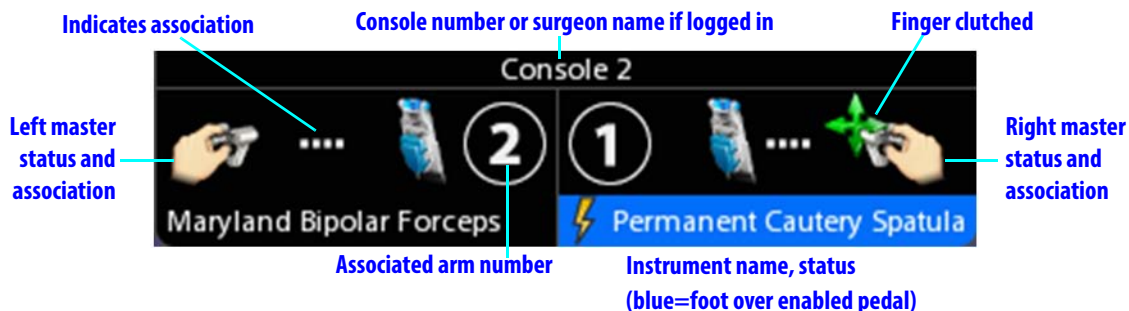 Indicates association
Console number or surgeon name if logged in
Finger clutched
Console 2
Left master
status and
association
2
1
Right master
status and
association
Maryland Bipolar Forceps
Permanent Cautery Spatula
Associated arm number
Instrument name, status
(blue=foot over enabled pedal)